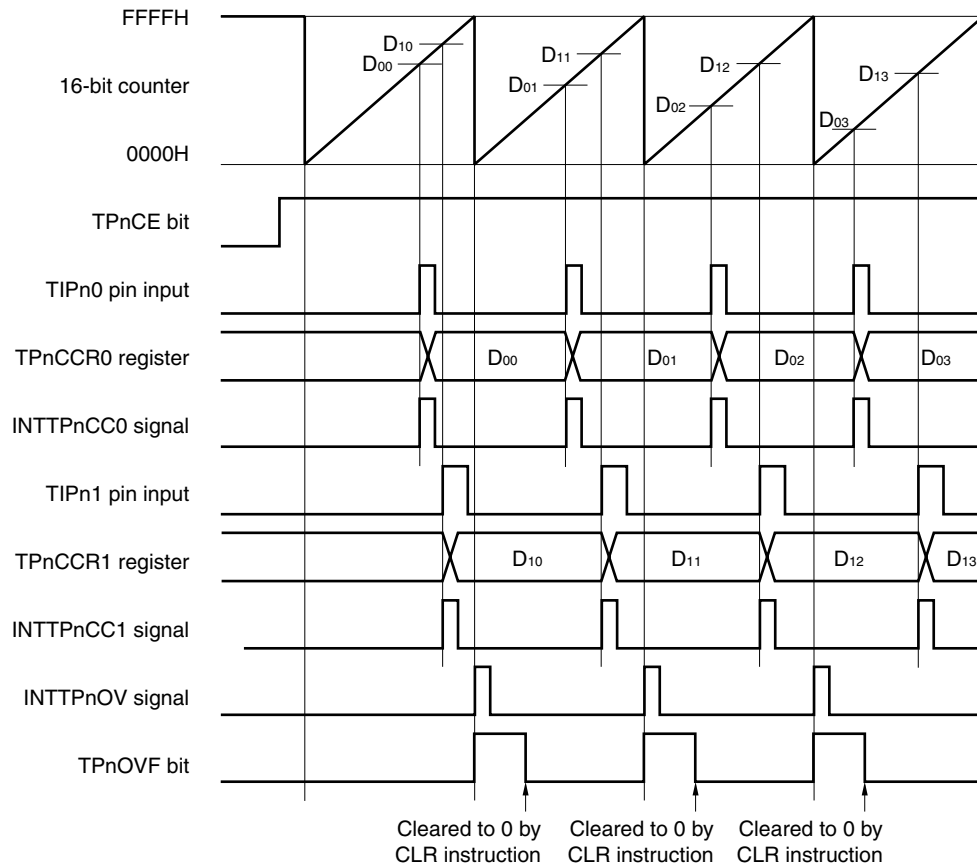 FFFFH
D10
D00
D11
D01
D12
D02
D13
D03
16-bit counter
0000H
TPnCE bit
TIPn0 pin input
TPnCCR0 register
D00
D01
D02
D03
INTTPnCC0 signal
TIPn1 pin input
TPnCCR1 register
D10
D11
D12
D13
INTTPnCC1 signal
INTTPnOV signal
TPnOVF bit
Cleared to 0 by
CLR instruction
Cleared to 0 by
CLR instruction
Cleared to 0 by
CLR instruction